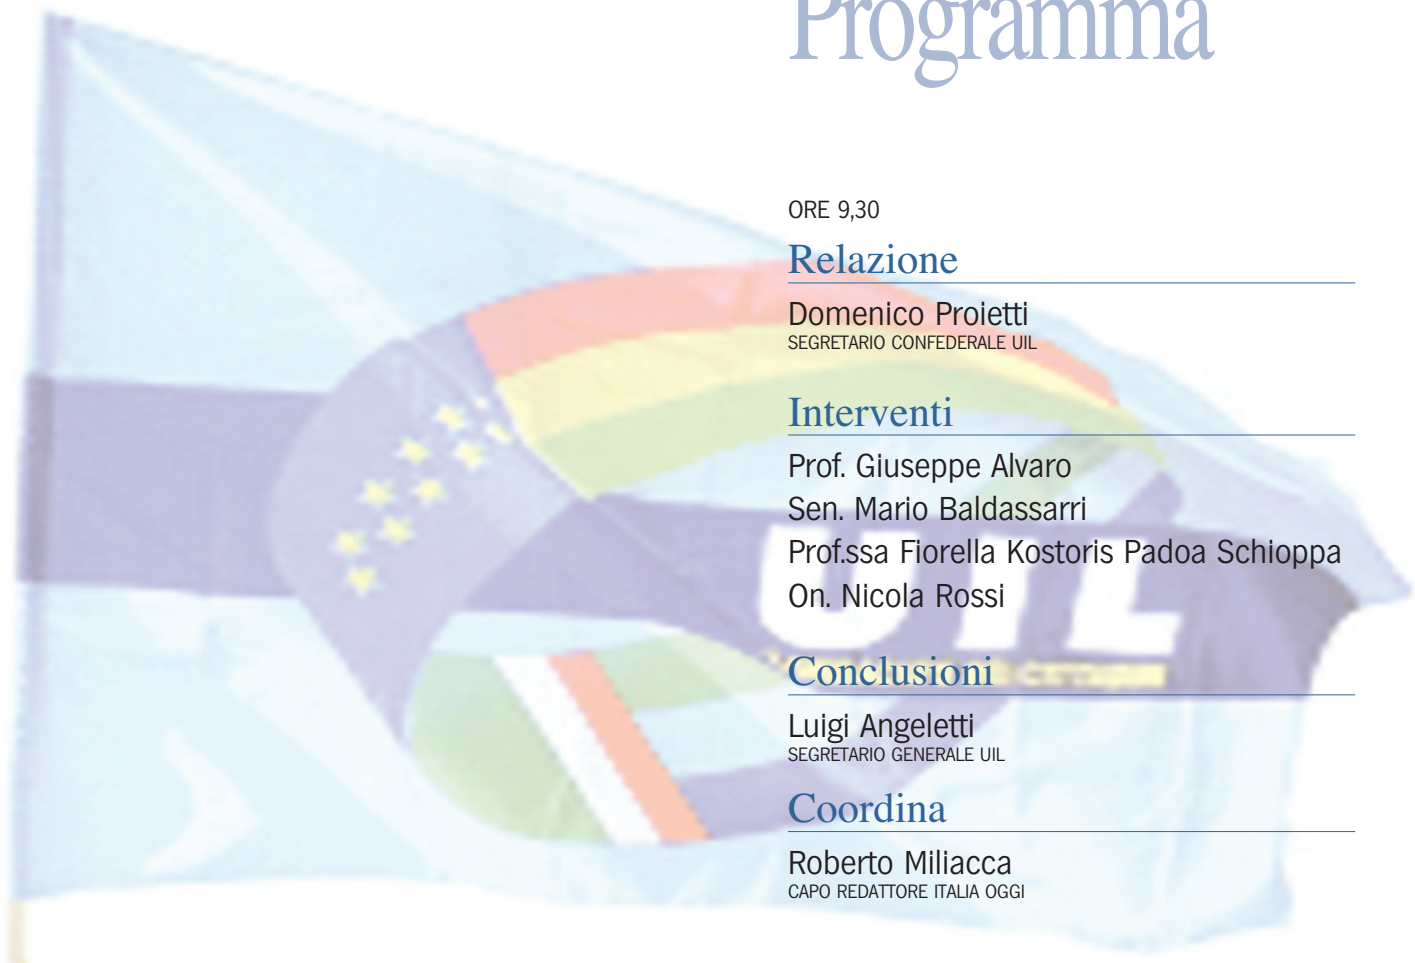 Programma
ORE 9,30
Relazione
Domenico Proietti
SEGRETARIO CONFEDERALE UIL
Interventi
Prof. Giuseppe Alvaro
Sen. Mario Baldassarri
Prof.ssa Fiorella Kostoris Padoa Schioppa
On. Nicola Rossi
UIL
Conclusioni
Luigi Angeletti
SEGRETARIO GENERALE UIL
Coordina
Roberto Miliacca
CAPO REDATTORE ITALIA OGGI